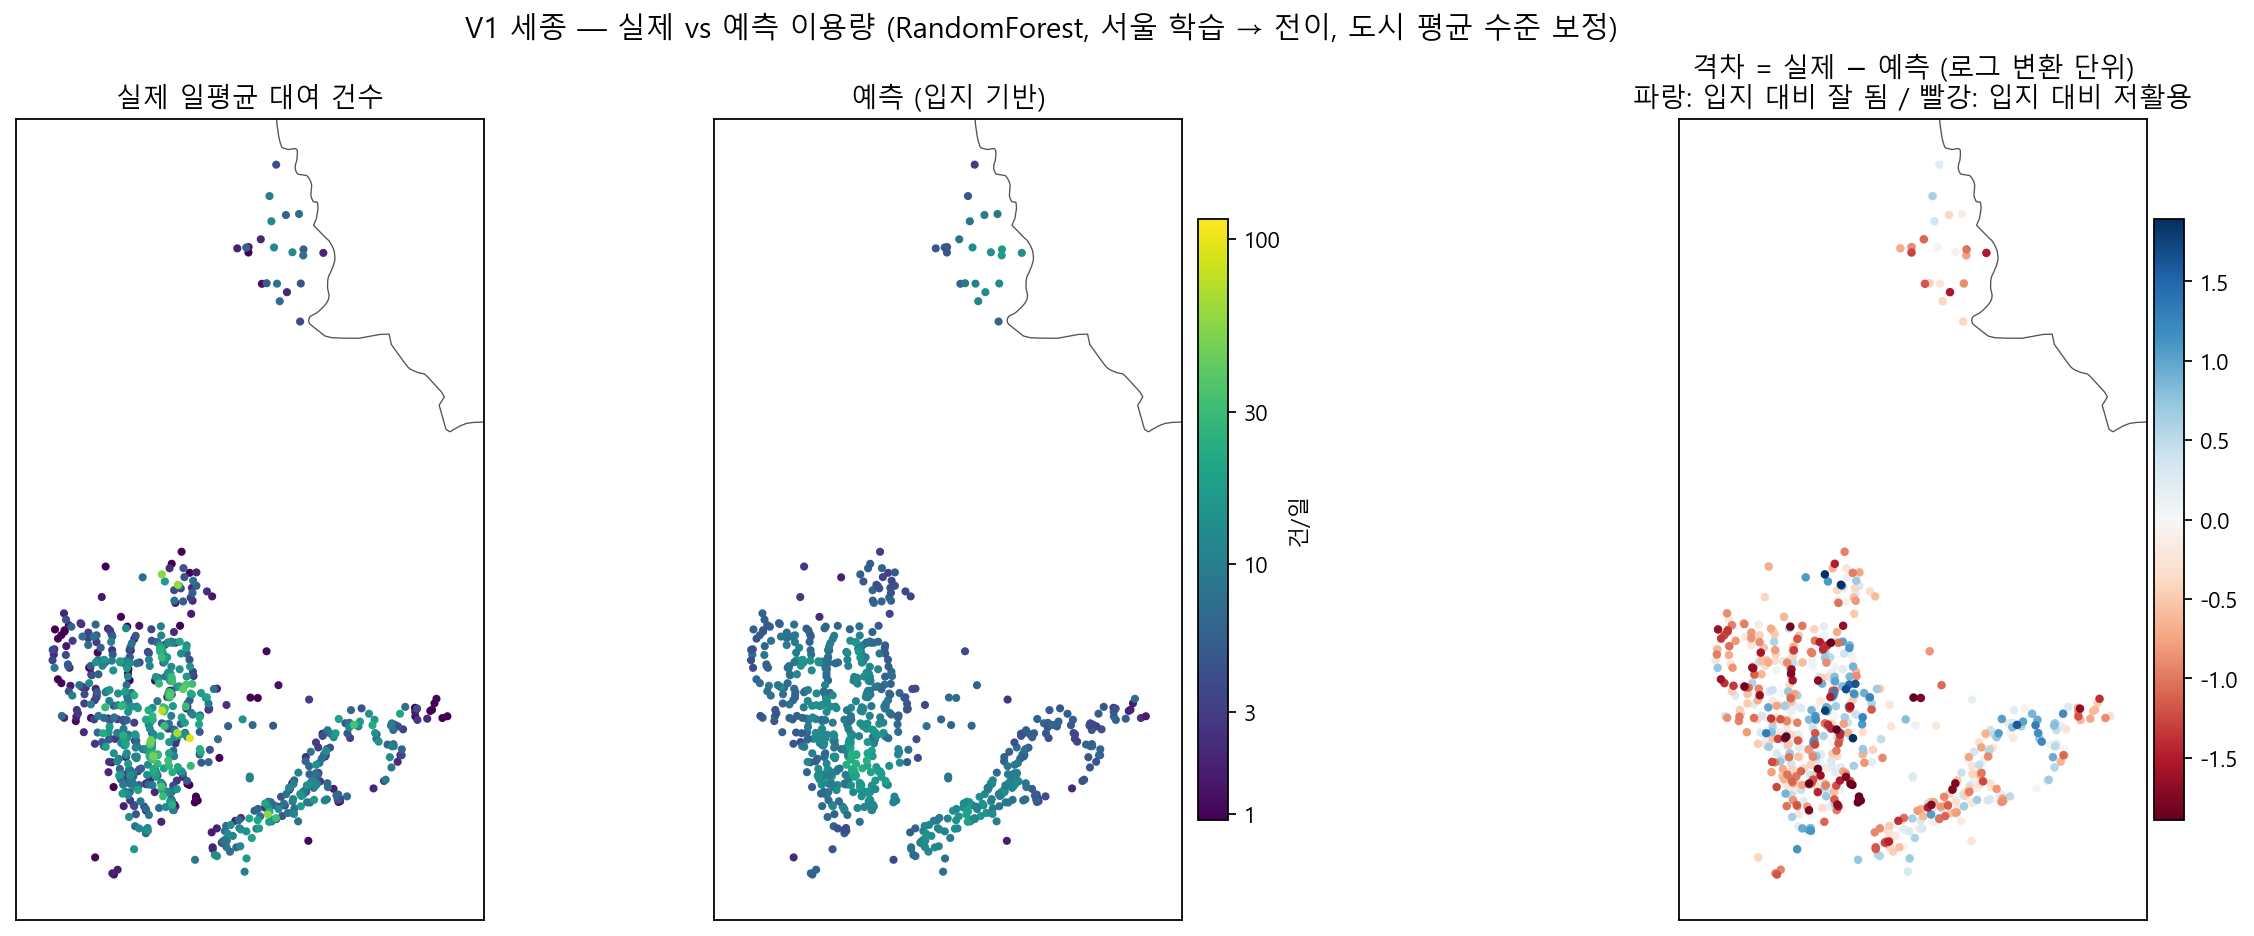 V1 세종 — 실제 vs 예측 이용량 (RandomForest, 서울 학습 → 전이, 도시 평균 수준 보정)
실제 일평균 대여 건수
예측 (입지 기반)
격차 = 실제 − 예측 (로그 변환 단위)
파랑: 입지 대비 잘 됨 / 빨강: 입지 대비 저활용
100
30
10
3
1
건/일
1.5
1.0
0.5
0.0
-0.5
-1.0
-1.5